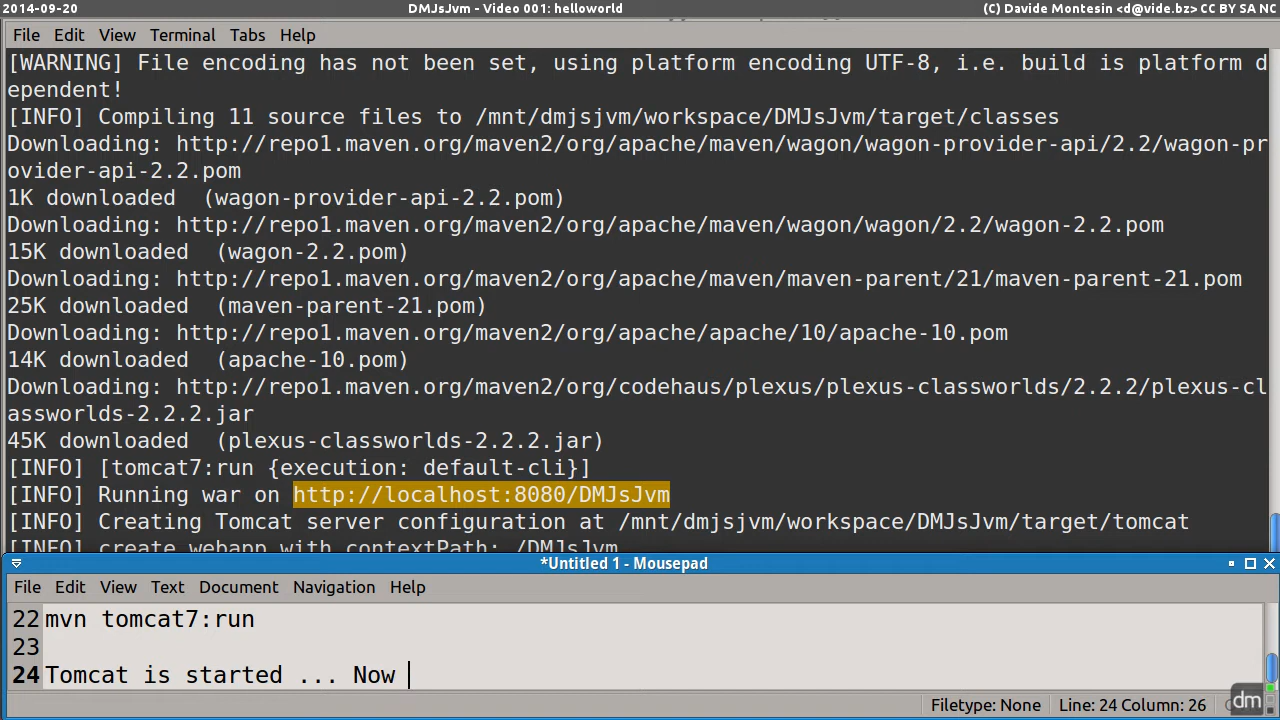 2014-09-20 DMJsJvm - Video 001: helloworld (C) Davide Montesin <d@vide.bz> CC BY SA NC
File Edit View Terminal Tabs Help
[WARNING] File encoding has not been set, using platform encoding UTF-8, i.e. build is platform d
ependent!
[INFO] Compiling 11 source files to /mnt/dmjsjvm/workspace/DMJsJvm/target/classes
Downloading: http://repo1.maven.org/maven2/org/apache/maven/wagon/wagon-provider-api/2.2/wagon-pr
ovider-api-2.2.pom
1K downloaded  (wagon-provider-api-2.2.pom)
Downloading: http://repo1.maven.org/maven2/org/apache/maven/wagon/wagon/2.2/wagon-2.2.pom
15K downloaded  (wagon-2.2.pom)
Downloading: http://repo1.maven.org/maven2/org/apache/maven/maven-parent/21/maven-parent-21.pom
25K downloaded  (maven-parent-21.pom)
Downloading: http://repo1.maven.org/maven2/org/apache/apache/10/apache-10.pom
14K downloaded  (apache-10.pom)
Downloading: http://repo1.maven.org/maven2/org/codehaus/plexus/plexus-classworlds/2.2.2/plexus-cl
assworlds-2.2.2.jar
45K downloaded  (plexus-classworlds-2.2.2.jar)
[INFO] [tomcat7:run {execution: default-cli}]
[INFO] Running war on http://localhost:8080/DMJsJvm
[INFO] Creating Tomcat server configuration at /mnt/dmjsjvm/workspace/DMJsJvm/target/tomcat
[INFO] create webapp with contextPath: /DMJsJvm
*Untitled 1 - Mousepad
File Edit View Text Document Navigation Help
22 mvn tomcat7:run
23
24 Tomcat is started ... Now
Filetype: None Line: 24 Column: 26
dm